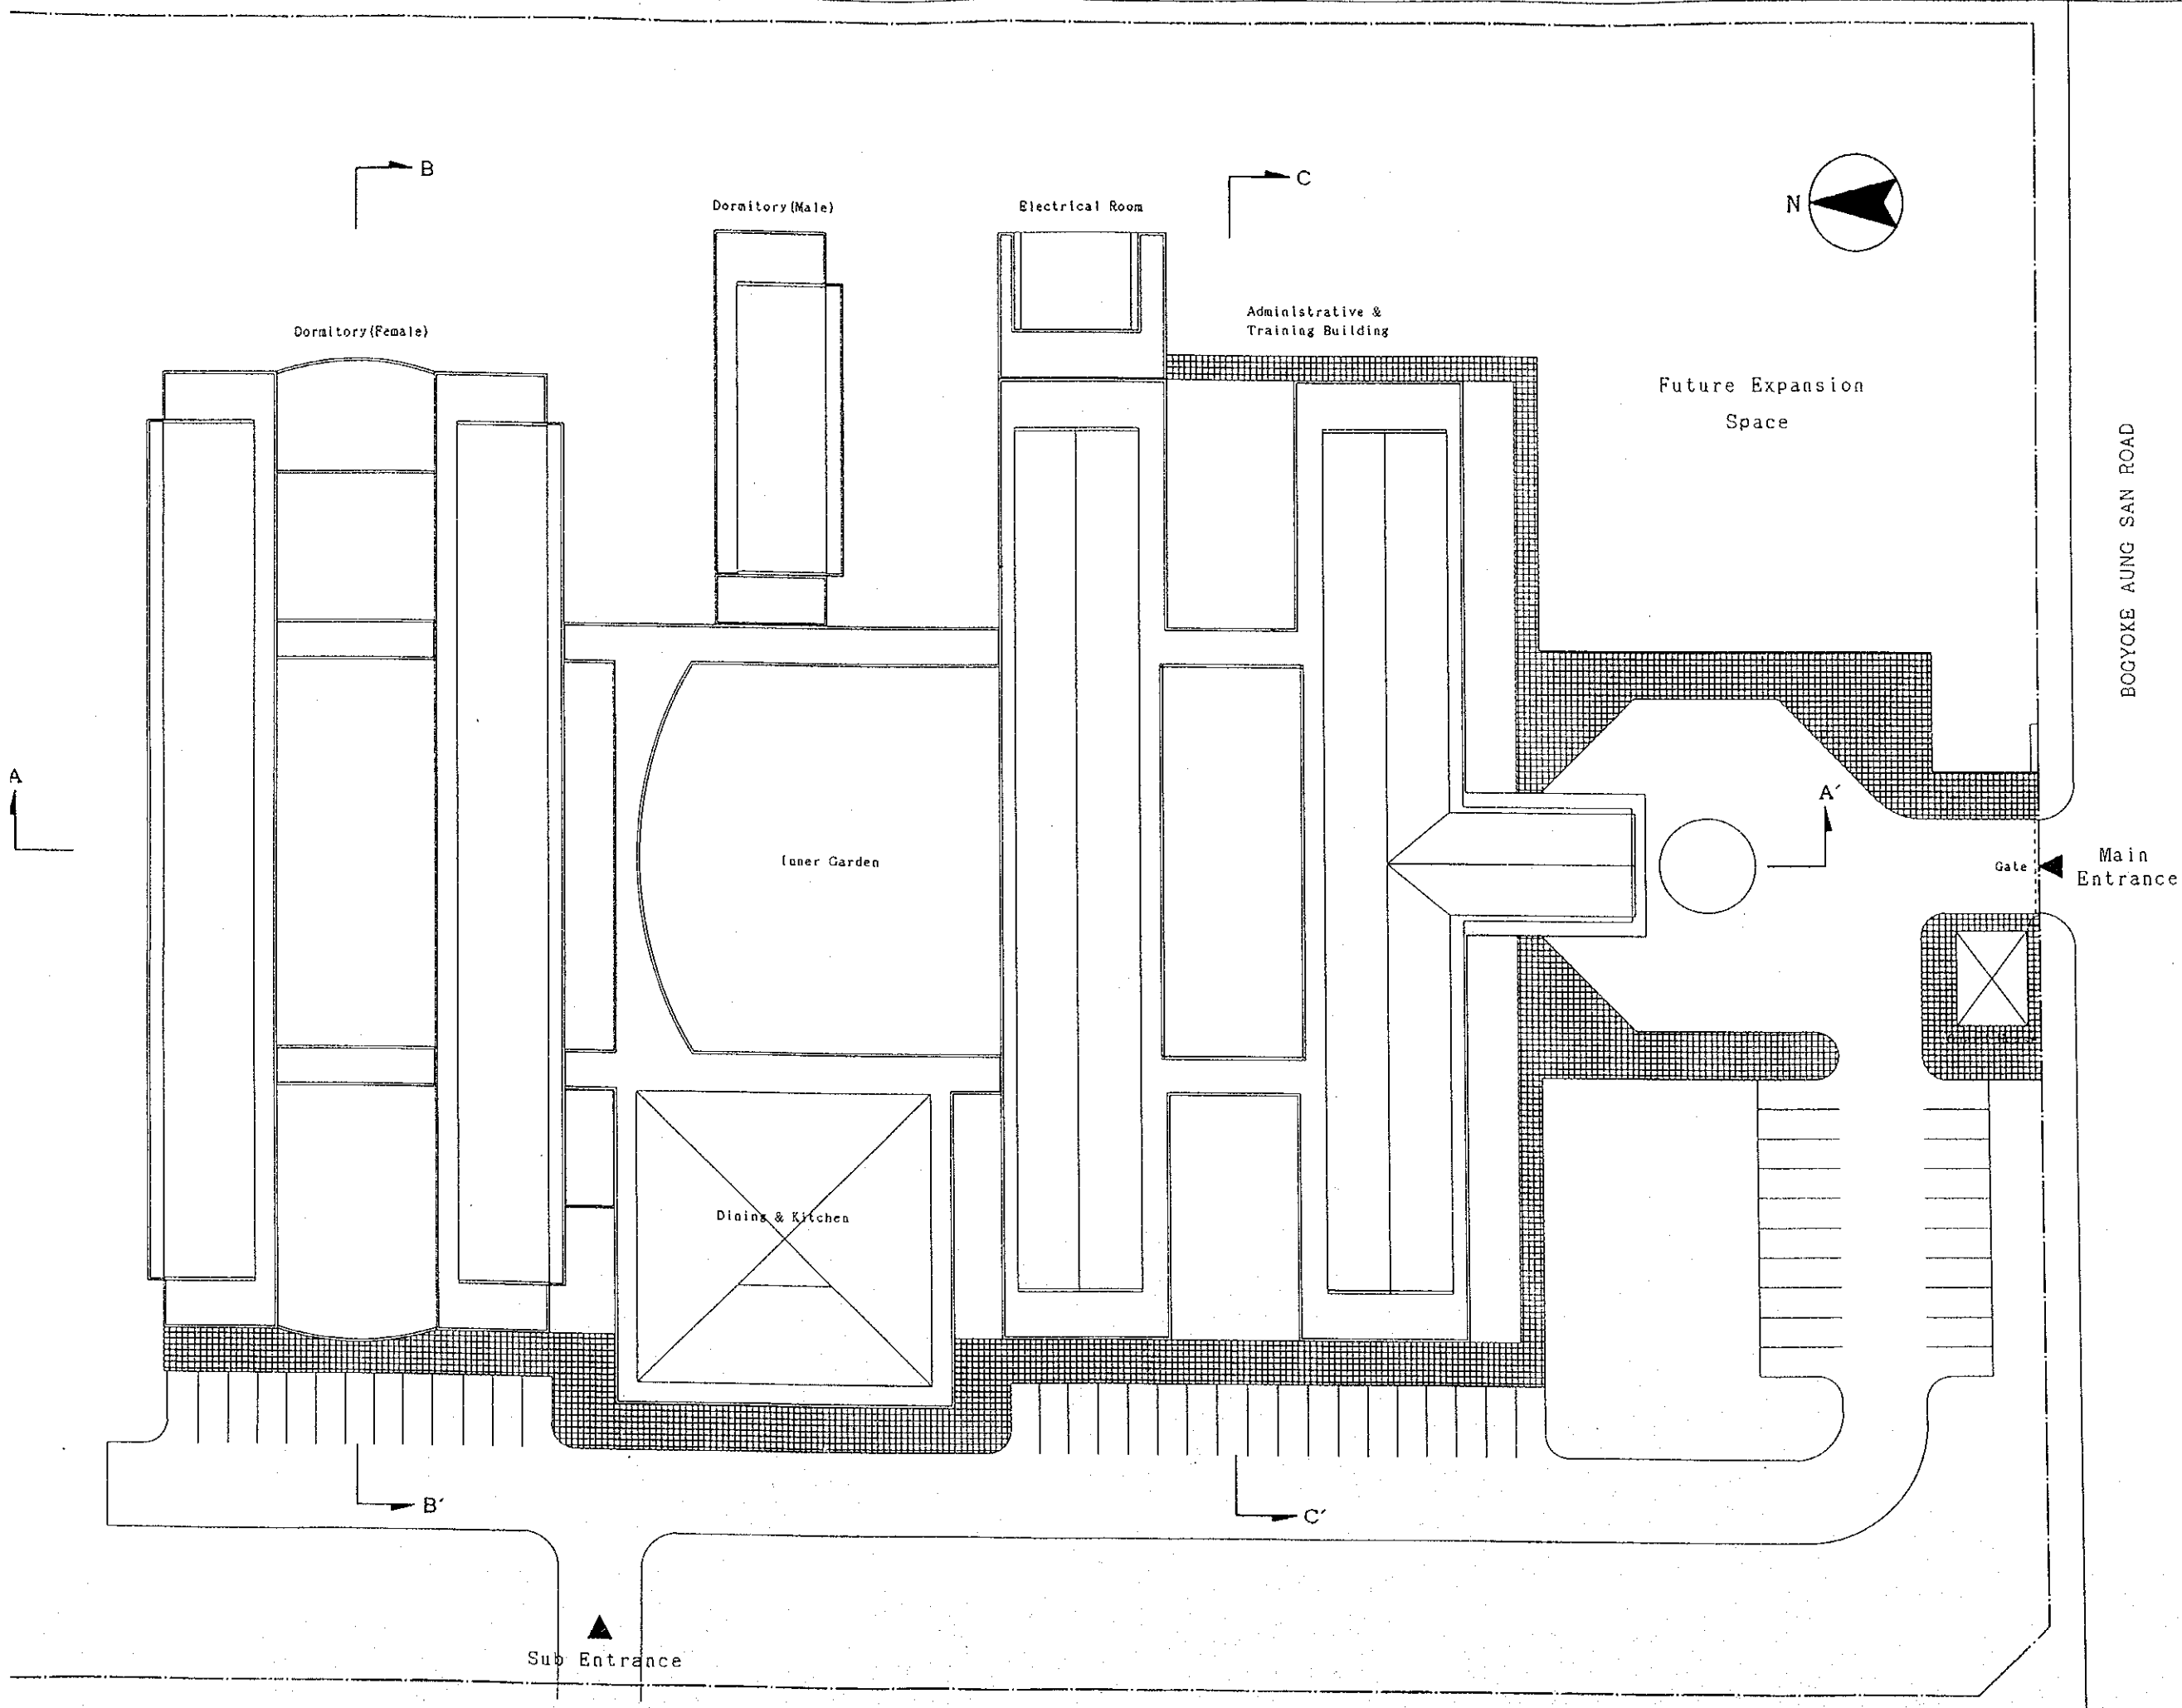 B
C
Dormitory(Male)
Electrical Room
N
Administrative &
Training Building
Dormitory(Female)
Future Expansion
Space
BOGYOKE AUNG SAN ROAD
A
A´
Inner Garden
Gate
Main
Entrance
Dining & Kitchen
B´
C´
Sub Entrance